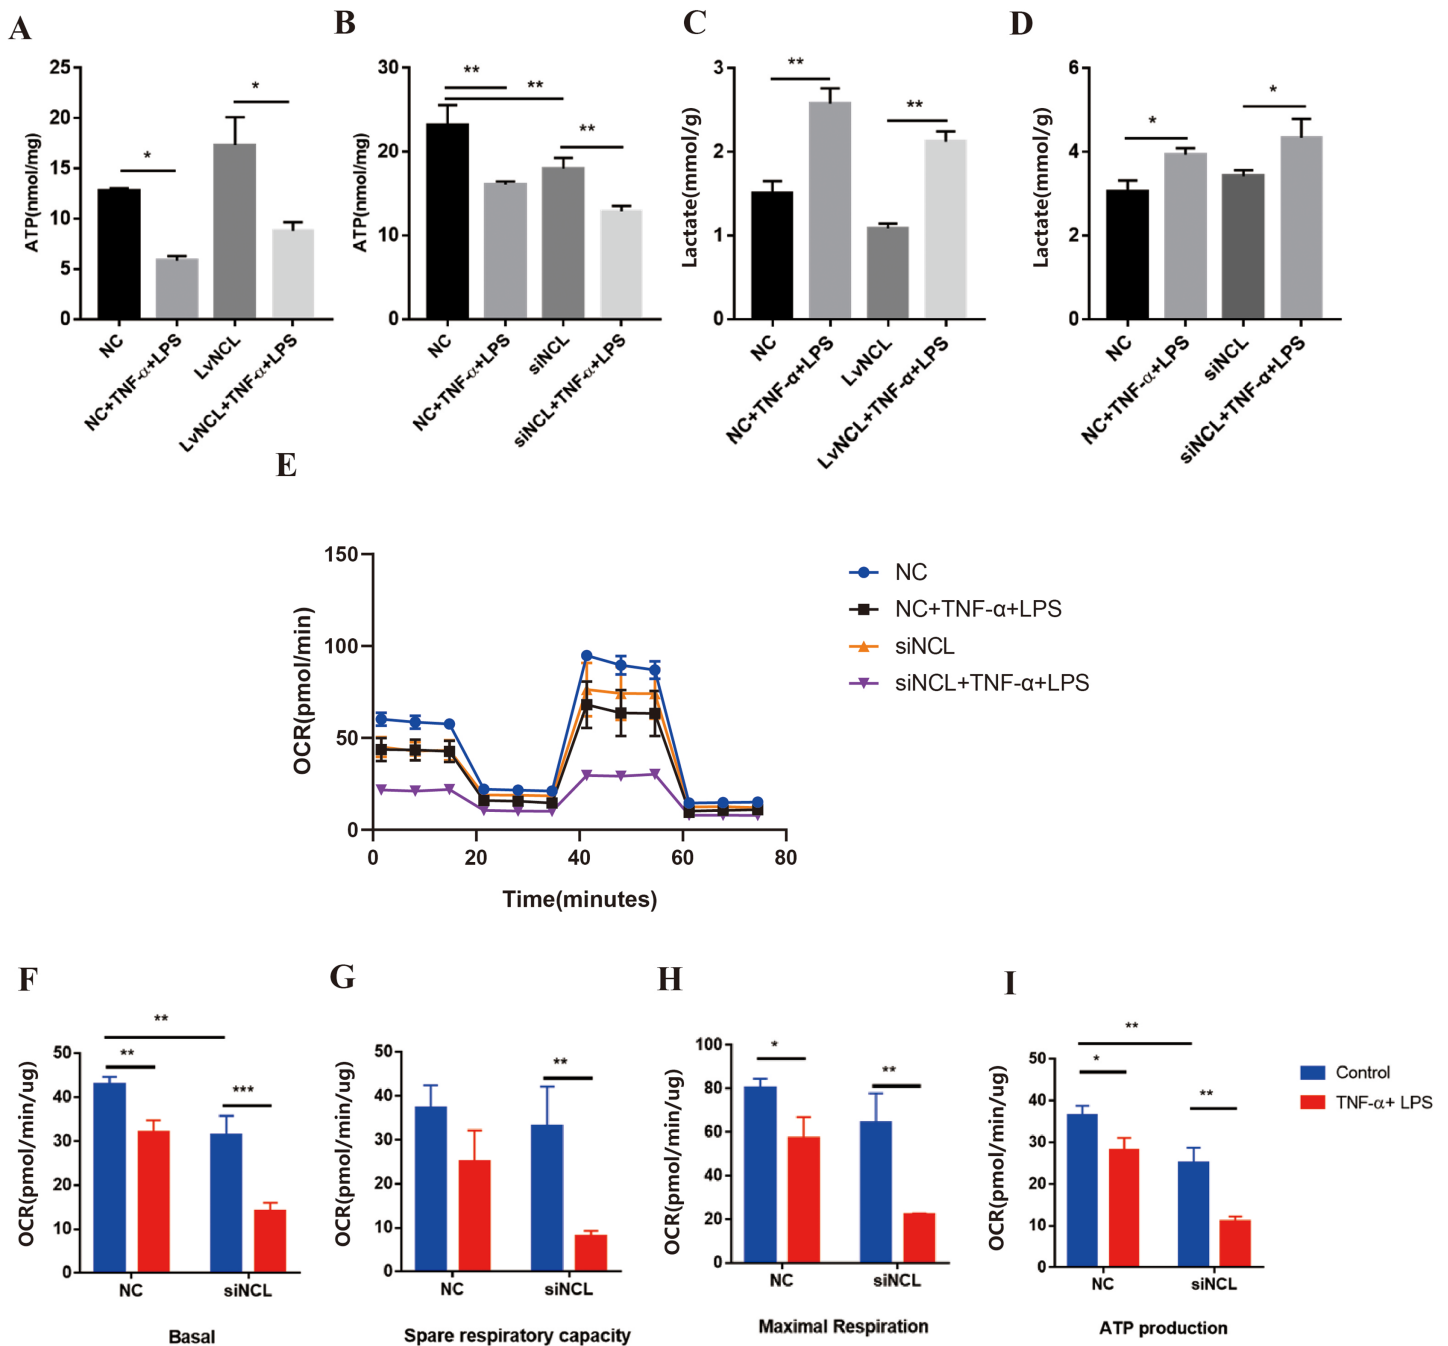 A
ATP(nmol/mg)
30
25
20
15
10
5
0
*
*
NC
NC+TNF-α+LPS
LvNCL
LvNCL+TNF-α+LPS
B
ATP(nmol/mg)
30
20
10
0
**
**
**
NC
NC+TNF-α+LPS
siNCL
siNCL+TNF-α+LPS
C
Lactate(mmol/g)
3
2
1
0
**
**
NC
NC+TNF-α+LPS
LvNCL
LvNCL+TNF-α+LPS
D
Lactate(mmol/g)
6
4
2
0
*
*
NC
NC+TNF-α+LPS
siNCL
siNCL+TNF-α+LPS
E
OCR(pmol/min)
150
100
50
0
0 20 40 60 80
Time(minutes)
NC
NC+TNF-α+LPS
siNCL
siNCL+TNF-α+LPS
F
OCR(pmol/min/ug)
50
40
30
20
10
0
**
**
***
NC siNCL
Basal
G
OCR(pmol/min/ug)
50
40
30
20
10
0
**
NC siNCL
Spare respiratory capacity
H
OCR(pmol/min/ug)
100
80
60
40
20
0
*
**
NC siNCL
Maximal Respiration
I
OCR(pmol/min/ug)
50
40
30
20
10
0
**
*
**
NC siNCL
ATP production
Control
TNF-α+ LPS